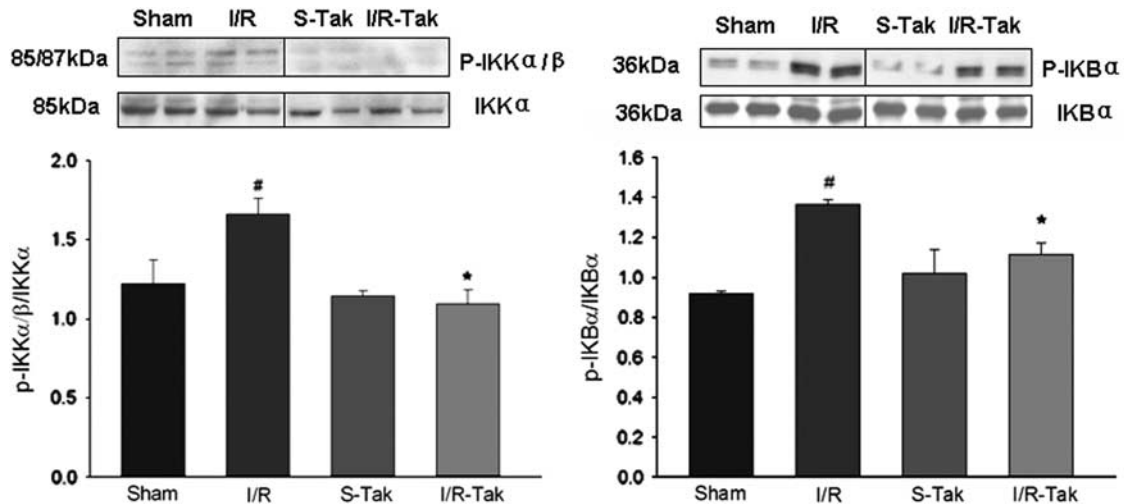 Sham I/R S-Tak I/R-Tak
85/87kDa P-IKKα/β
85kDa IKKα
2.0
1.5
1.0
0.5
0.0
p-IKKα/β/IKKα
#
*
Sham I/R S-Tak I/R-Tak
Sham I/R S-Tak I/R-Tak
36kDa P-IKBα
36kDa IKBα
1.6
1.4
1.2
1.0
0.8
0.6
0.4
0.2
0.0
p-IKBα/IKBα
#
*
Sham I/R S-Tak I/R-Tak